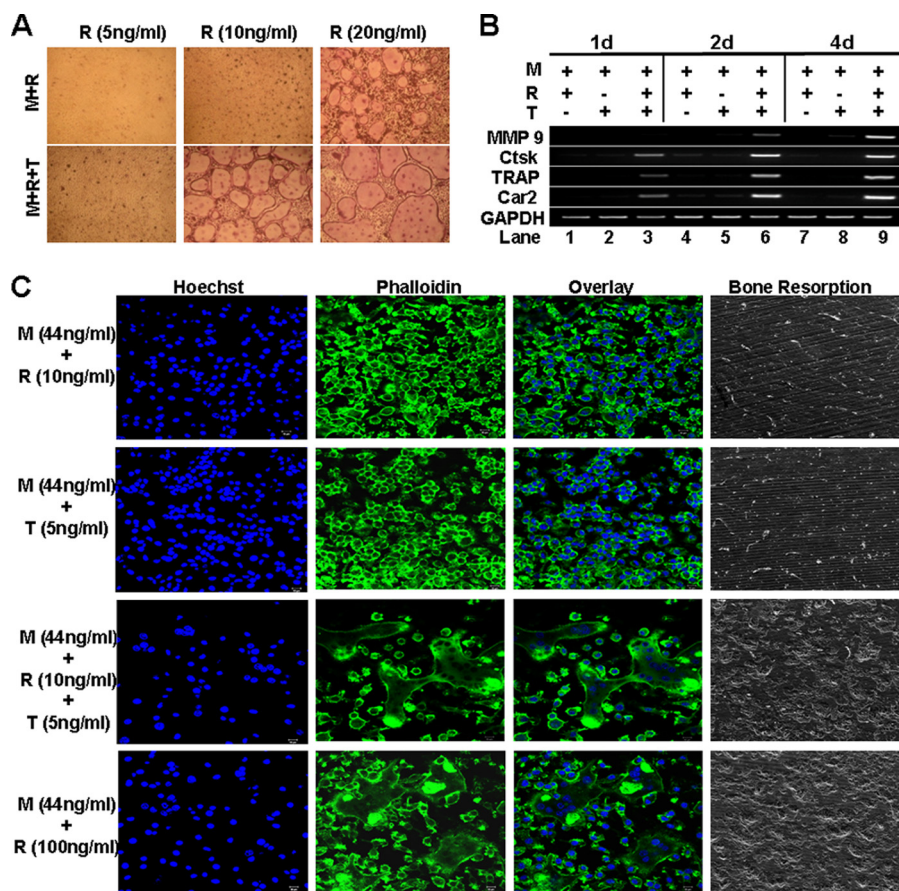 A
R (5ng/ml) R (10ng/ml) R (20ng/ml)
M+R
M+R+T
B
1d 2d 4d
M + + + + + + + + +
R + - + + - + + - +
T - + + - + + - + +
MMP 9
Ctsk
TRAP
Car2
GAPDH
Lane 1 2 3 4 5 6 7 8 9
C
Hoechst Phalloidin Overlay Bone Resorption
M (44ng/ml)
+
R (10ng/ml)
M (44ng/ml)
+
T (5ng/ml)
M (44ng/ml)
+
R (10ng/ml)
+
T (5ng/ml)
M (44ng/ml)
+
R (100ng/ml)